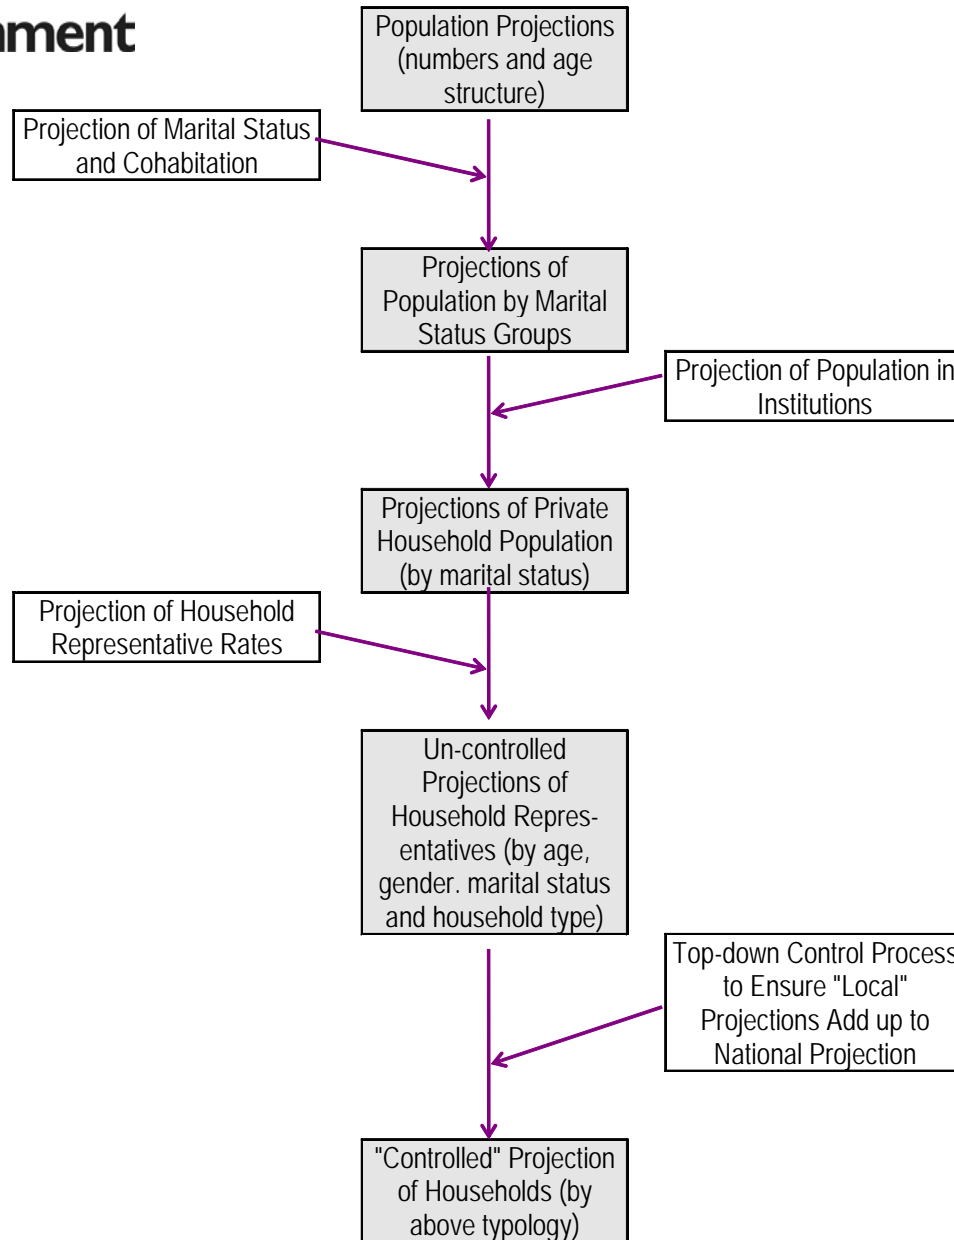 Population Projections
(numbers and age
structure)
Projection of Marital Status
and Cohabitation
Projections of
Population by Marital
Status Groups
Projection of Population in
Institutions
Projections of Private
Household Population
(by marital status)
Projection of Household
Representative Rates
Un-controlled
Projections of
Household Repres-
entatives (by age,
gender. marital status
and household type)
Top-down Control Process
to Ensure "Local"
Projections Add up to
National Projection
"Controlled" Projection
of Households (by
above typology)